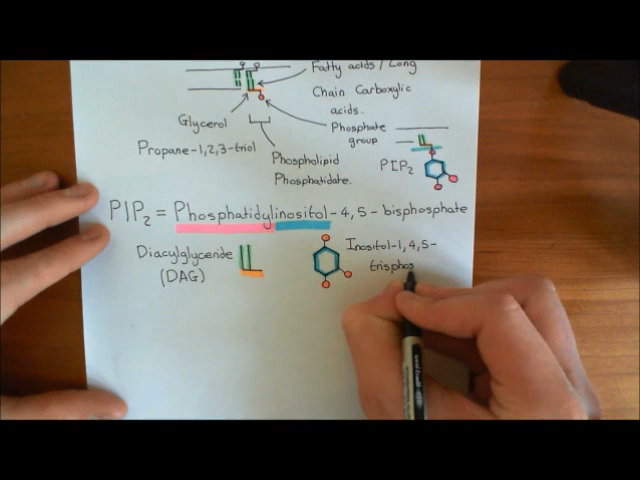 Fatty acids / Long
Chain Carboxylic
acids.
Glycerol
Phosphate
group
Propane-1,2,3-triol
Phospholipid
Phosphatidate.
PIP2
PIP2 = Phosphatidylinositol-4,5-bisphosphate
Diacylglyceride
(DAG)
Inositol-1,4,5-
trisphos